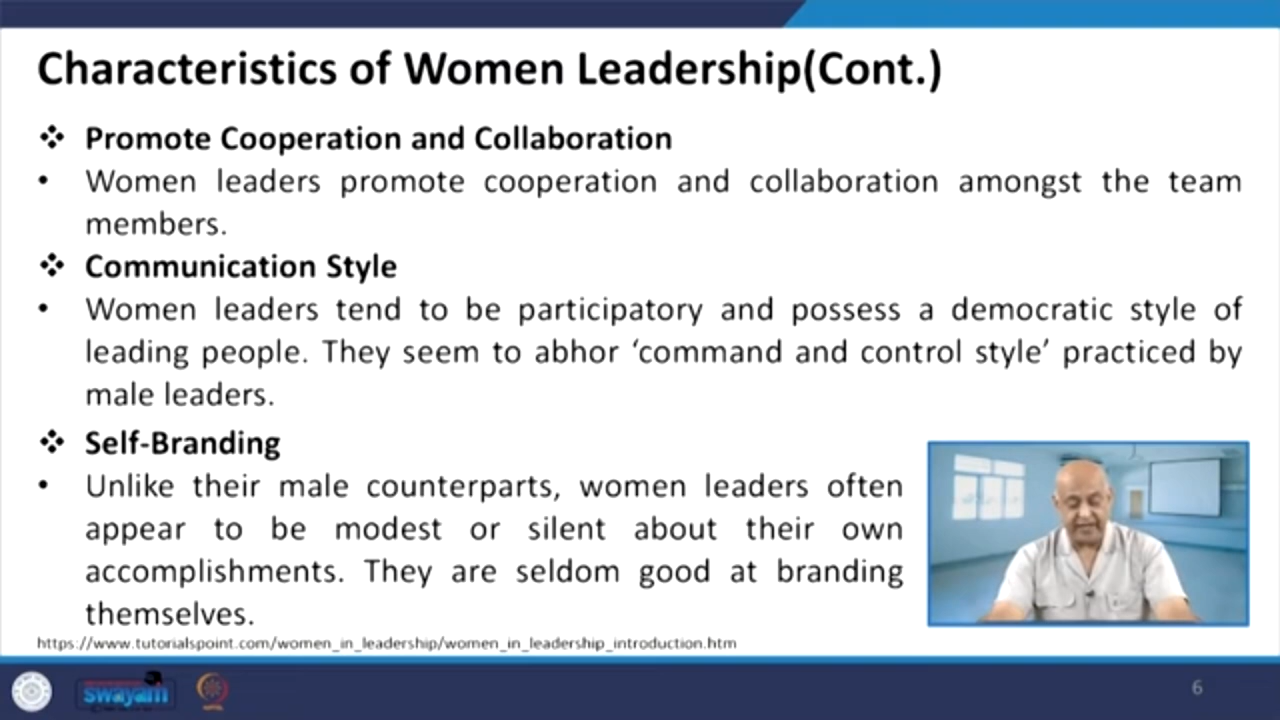 Characteristics of Women Leadership(Cont.)
❖ Promote Cooperation and Collaboration
• Women leaders promote cooperation and collaboration amongst the team
members.
❖ Communication Style
• Women leaders tend to be participatory and possess a democratic style of
leading people. They seem to abhor ‘command and control style’ practiced by
male leaders.
❖ Self-Branding
• Unlike their male counterparts, women leaders often
appear to be modest or silent about their own
accomplishments. They are seldom good at branding
themselves.
https://www.tutorialspoint.com/women_in_leadership/women_in_leadership_introduction.htm
swayam
6